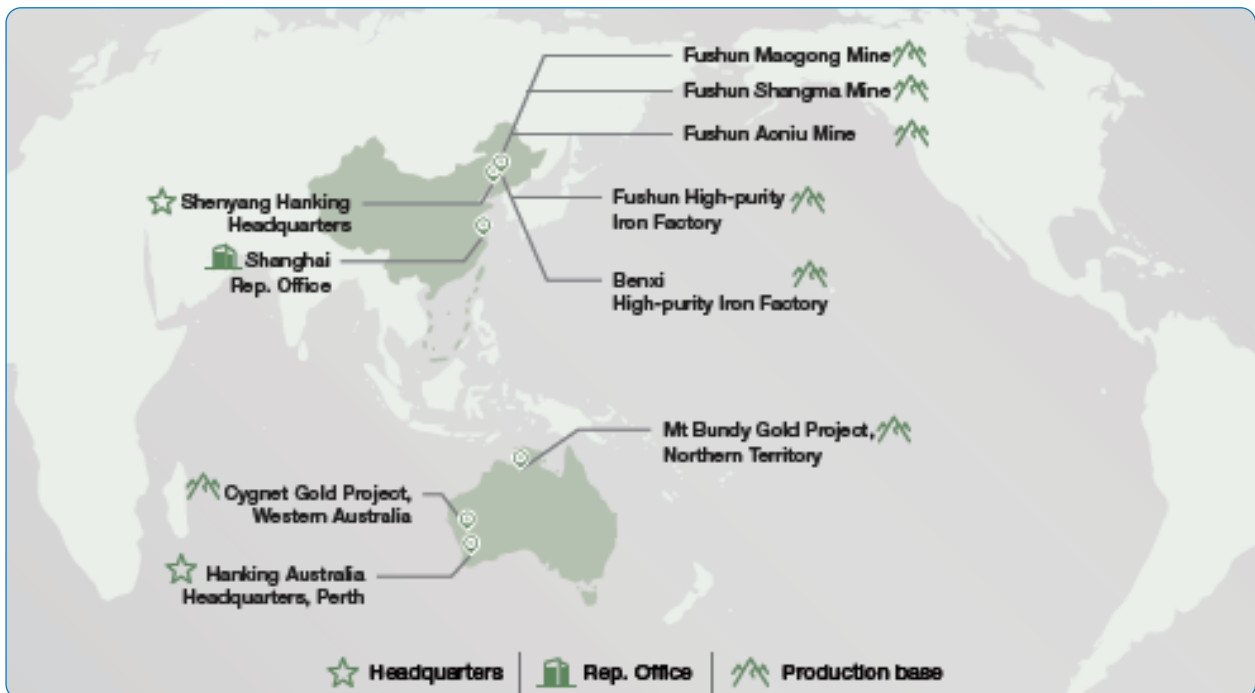 Fushun Maogong Mine
Fushun Shangma Mine
Fushun Aoniu Mine
Shenyang Hanking
Headquarters
Fushun High-purity
Iron Factory
Shanghai
Rep. Office
Benxi
High-purity Iron Factory
Mt Bundy Gold Project,
Northern Territory
Cygnet Gold Project,
Western Australia
Hanking Australia
Headquarters, Perth
Headquarters
Rep. Office
Production base